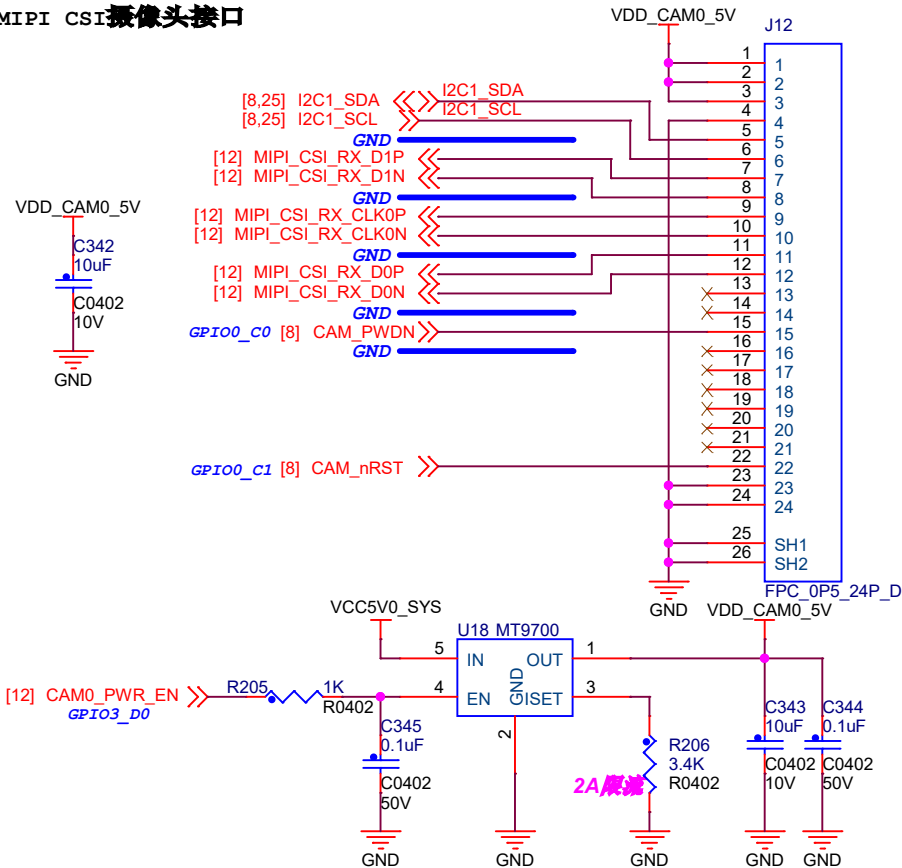 MIPI CSI摄像头接口
VDD_CAM0_5V
J12
1 1
2 2
3 3
4 4
5 5
6 6
7 7
8 8
9 9
10 10
11 11
12 12
13 13
14 14
15 15
16 16
17 17
18 18
19 19
20 20
21 21
22 22
23 23
24 24
25 SH1
26 SH2
FPC_0P5_24P_D
GND
[8,25] I2C1_SDA I2C1_SDA
[8,25] I2C1_SCL I2C1_SCL
GND
[12] MIPI_CSI_RX_D1P
[12] MIPI_CSI_RX_D1N
GND
[12] MIPI_CSI_RX_CLK0P
[12] MIPI_CSI_RX_CLK0N
GND
[12] MIPI_CSI_RX_D0P
[12] MIPI_CSI_RX_D0N
GND
GPIO0_C0 [8] CAM_PWDN
GND
GPIO0_C1 [8] CAM_nRST
VDD_CAM0_5V
C342
10uF
C0402
10V
GND
VCC5V0_SYS
U18 MT9700
5 IN OUT 1
4 EN GND ISET 3
2
GND
[12] CAM0_PWR_EN
GPIO3_D0
R205 1K
R0402
C345
0.1uF
C0402
50V
GND
R206
3.4K
R0402
2A限流
GND
VDD_CAM0_5V
C343
10uF
C0402
10V
GND
C344
0.1uF
C0402
50V
GND